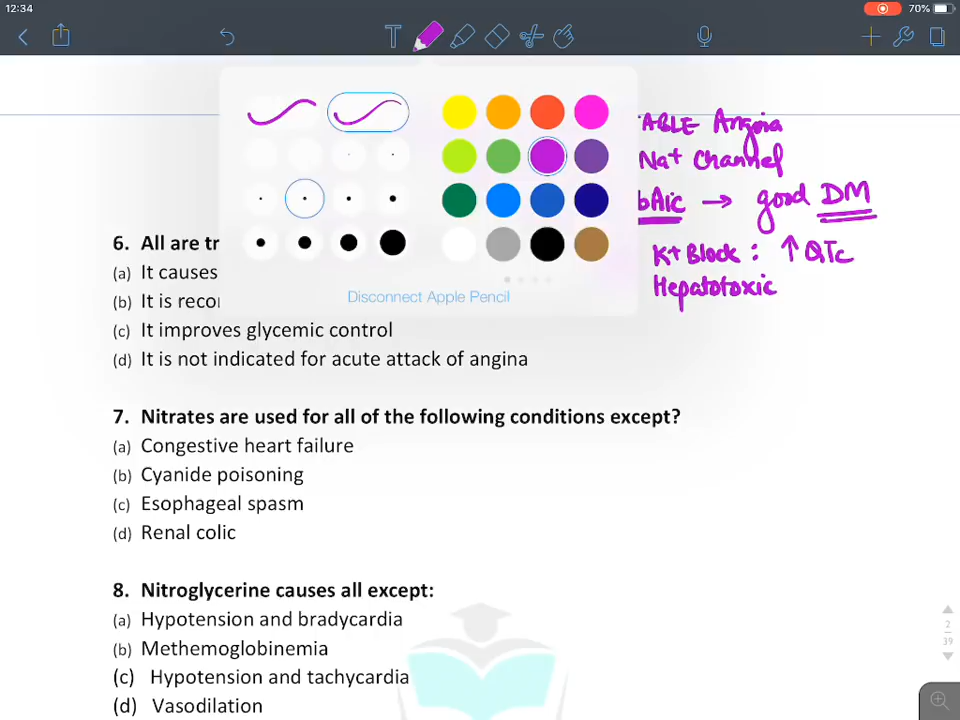 12:34
70%
T
ABLE Angina
Na+ Channel
bA1c → good DM
K+ Block : ↑ QTc
Hepatotoxic
6. All are
(a) It causes
(b) It is
(c) It improves glycemic control
(d) It is not indicated for acute attack of angina
Disconnect Apple Pencil
7. Nitrates are used for all of the following conditions except?
(a) Congestive heart failure
(b) Cyanide poisoning
(c) Esophageal spasm
(d) Renal colic
8. Nitroglycerine causes all except:
(a) Hypotension and bradycardia
(b) Methemoglobinemia
(c) Hypotension and tachycardia
(d) Vasodilation
2
39